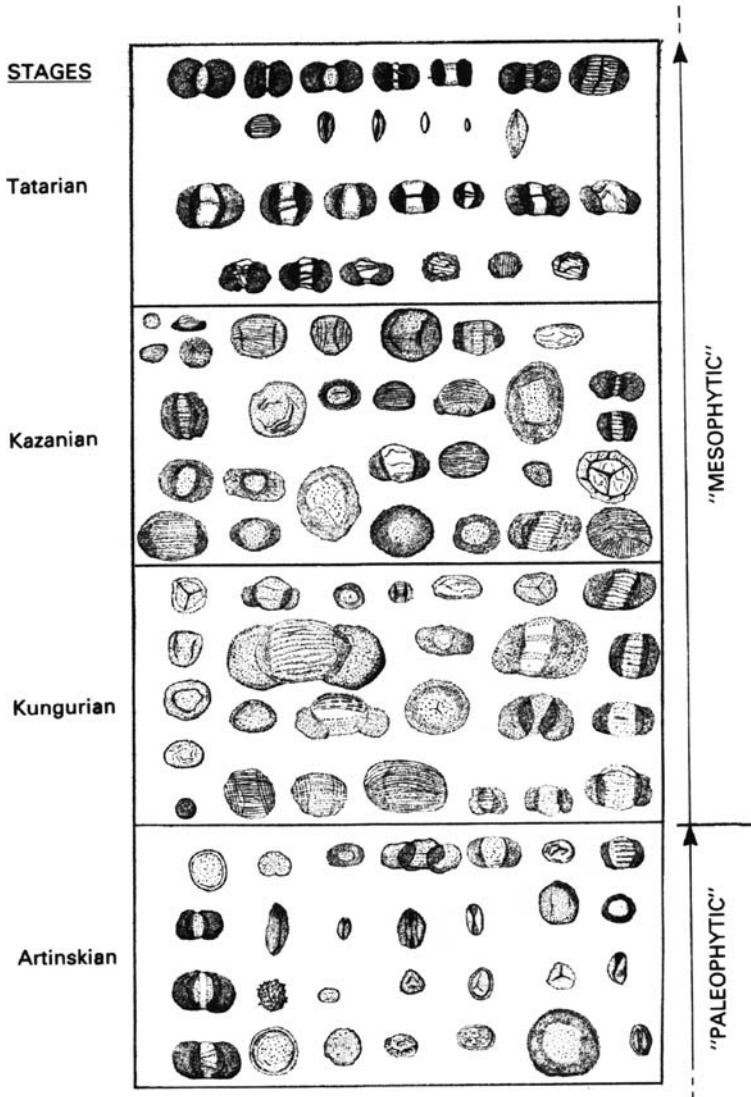 STAGES
Tatarian
Kazanian
Kungurian
Artinskian
"MESOPHYTIC"
"PALEOPHYTIC"